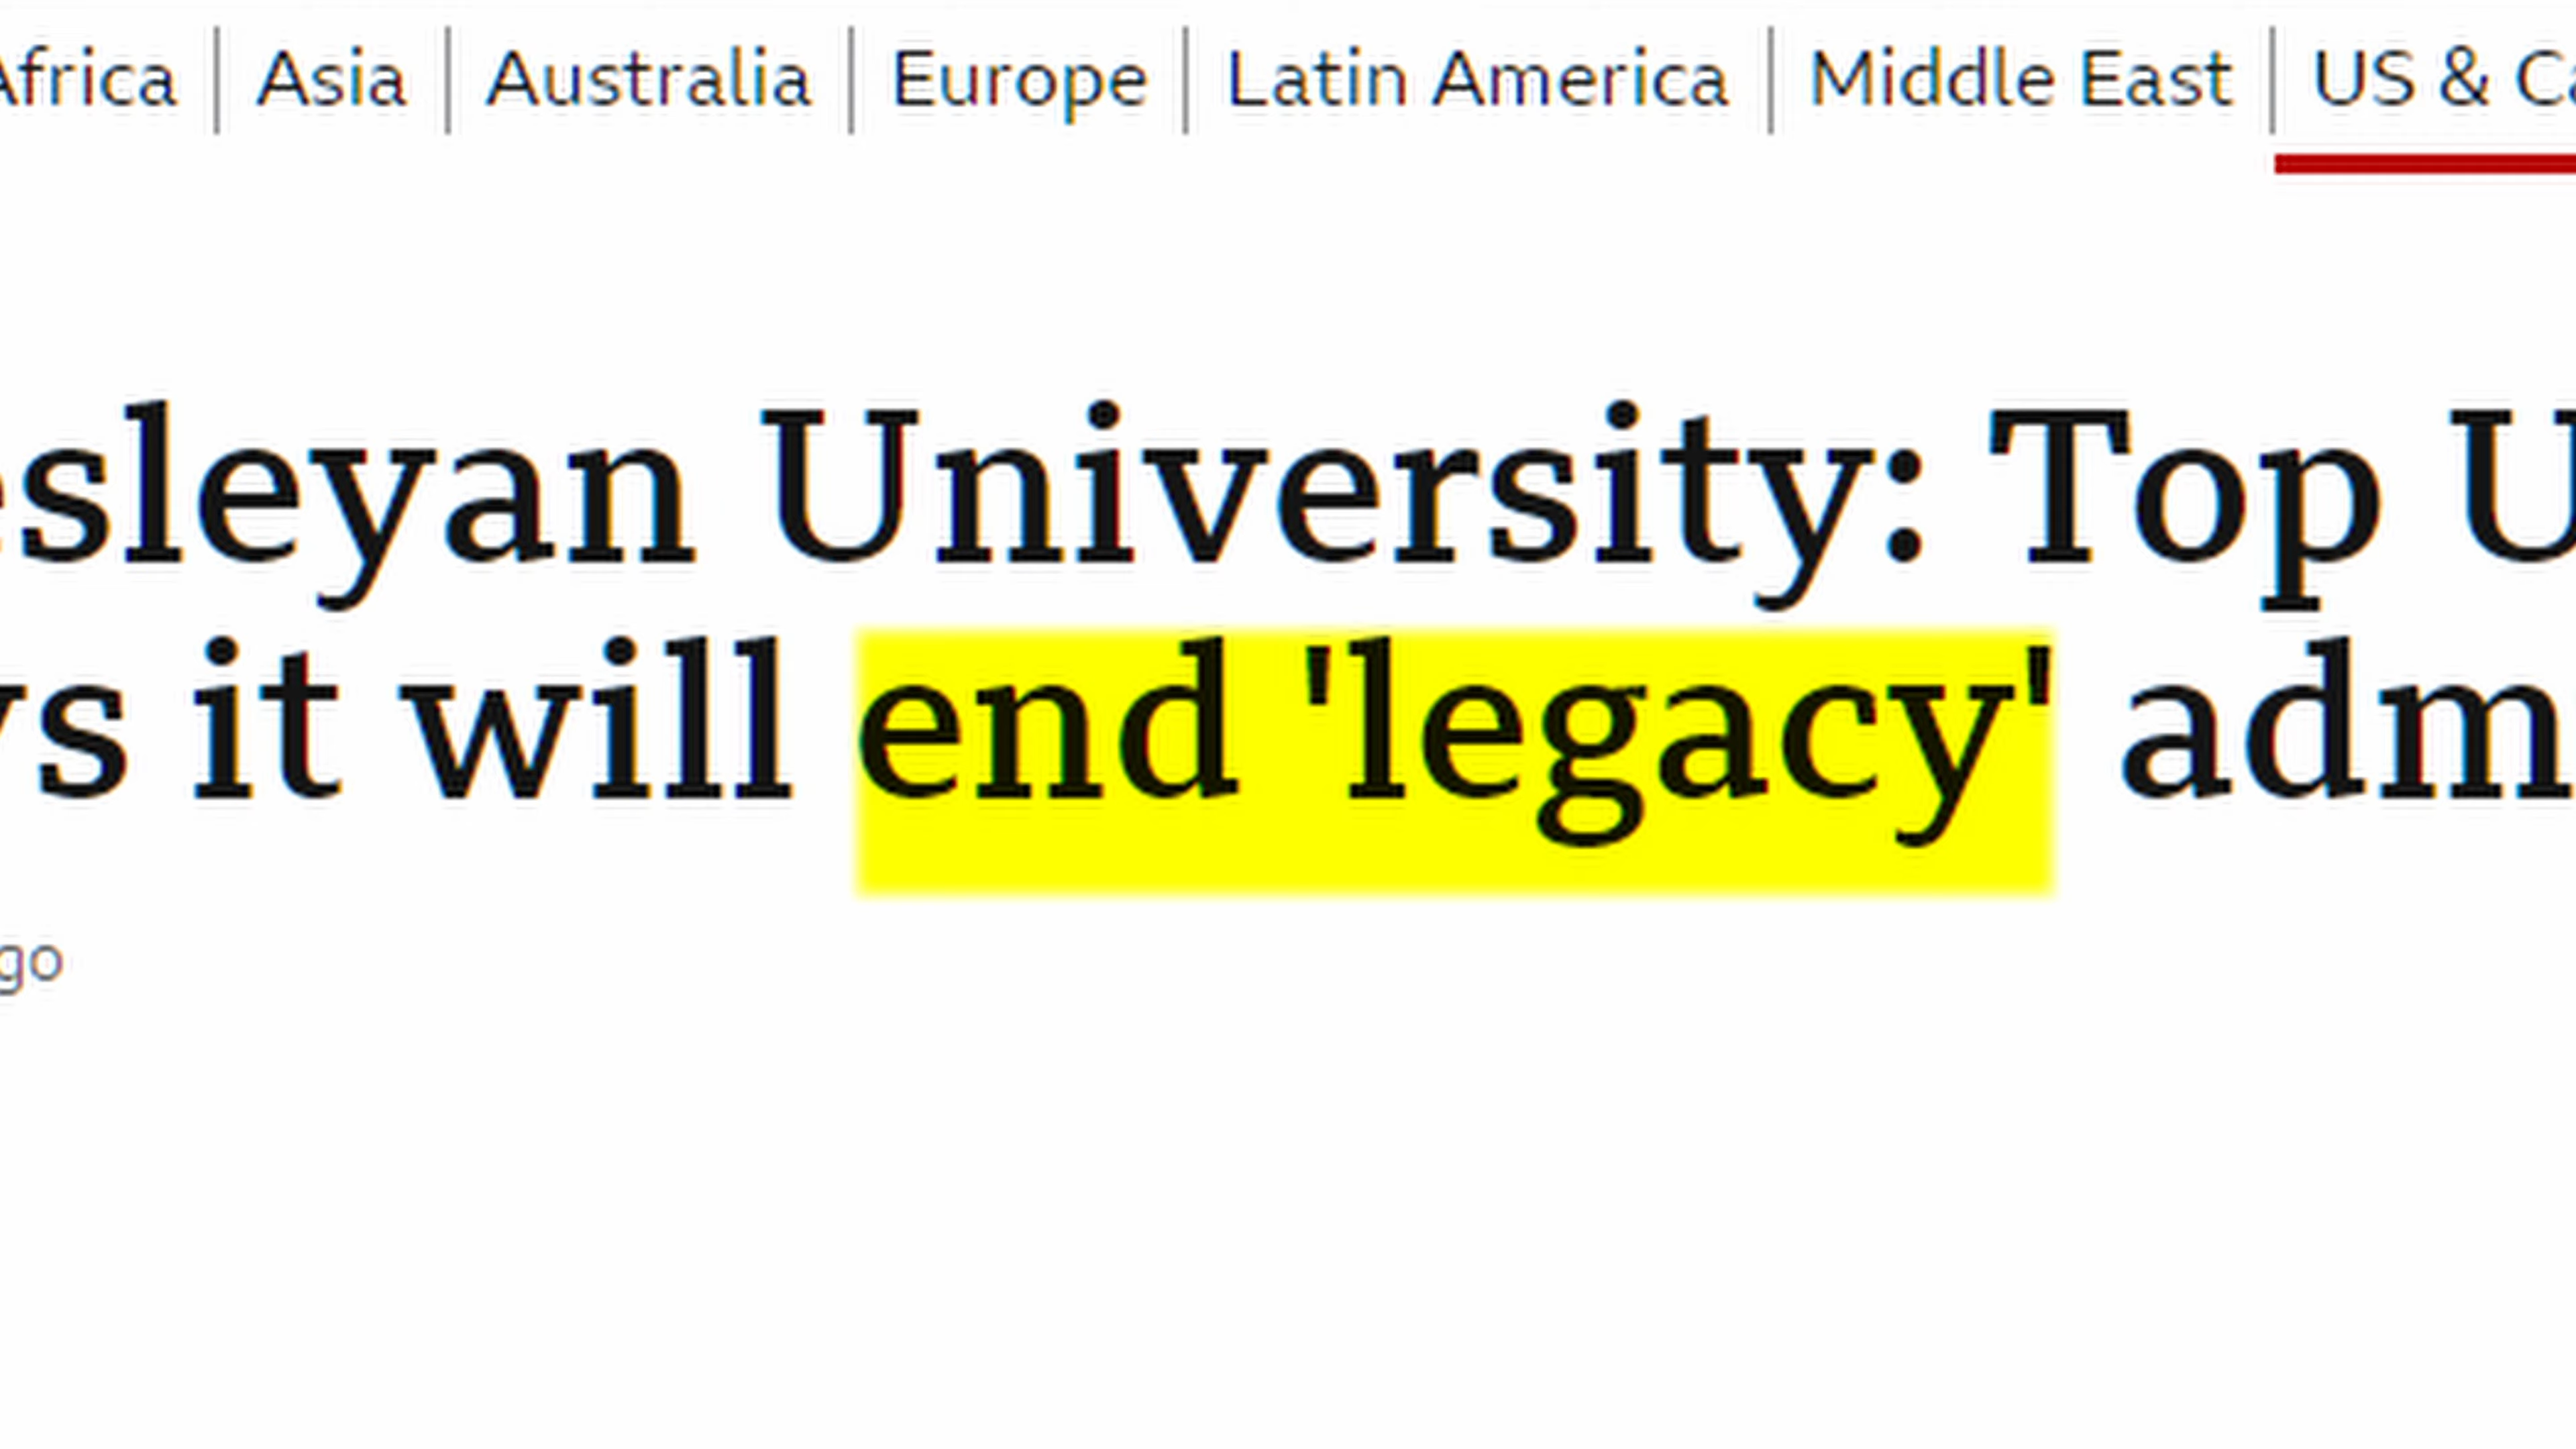 Africa | Asia | Australia | Europe | Latin America | Middle East | US & Ca
esleyan University: Top U
ys it will end 'legacy' adm
go